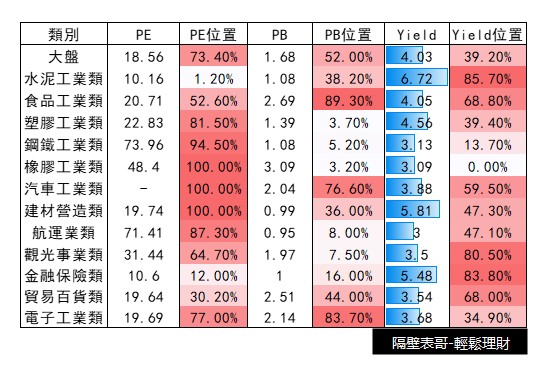 類別 PE PE位置 PB PB位置 Yield Yield位置
大盤 18.56 73.40% 1.68 52.00% 4.03 39.20%
水泥工業類 10.16 1.20% 1.08 38.20% 6.72 85.70%
食品工業類 20.71 52.60% 2.69 89.30% 4.05 68.80%
塑膠工業類 22.83 81.50% 1.39 3.70% 4.56 39.40%
鋼鐵工業類 73.96 94.50% 1.08 5.20% 3.13 13.70%
橡膠工業類 48.4 100.00% 3.09 3.20% 3.09 0.00%
汽車工業類 - 100.00% 2.04 76.60% 3.88 59.50%
建材營造類 19.74 100.00% 0.99 36.00% 5.81 47.30%
航運業類 71.41 87.30% 0.95 8.00% 3 47.10%
觀光事業類 31.44 64.70% 1.97 7.50% 3.5 80.50%
金融保險類 10.6 12.00% 1 16.00% 5.48 83.80%
貿易百貨類 19.64 30.20% 2.51 44.00% 3.54 68.00%
電子工業類 19.69 77.00% 2.14 83.70% 3.68 34.90%
隔壁表哥-輕鬆理財